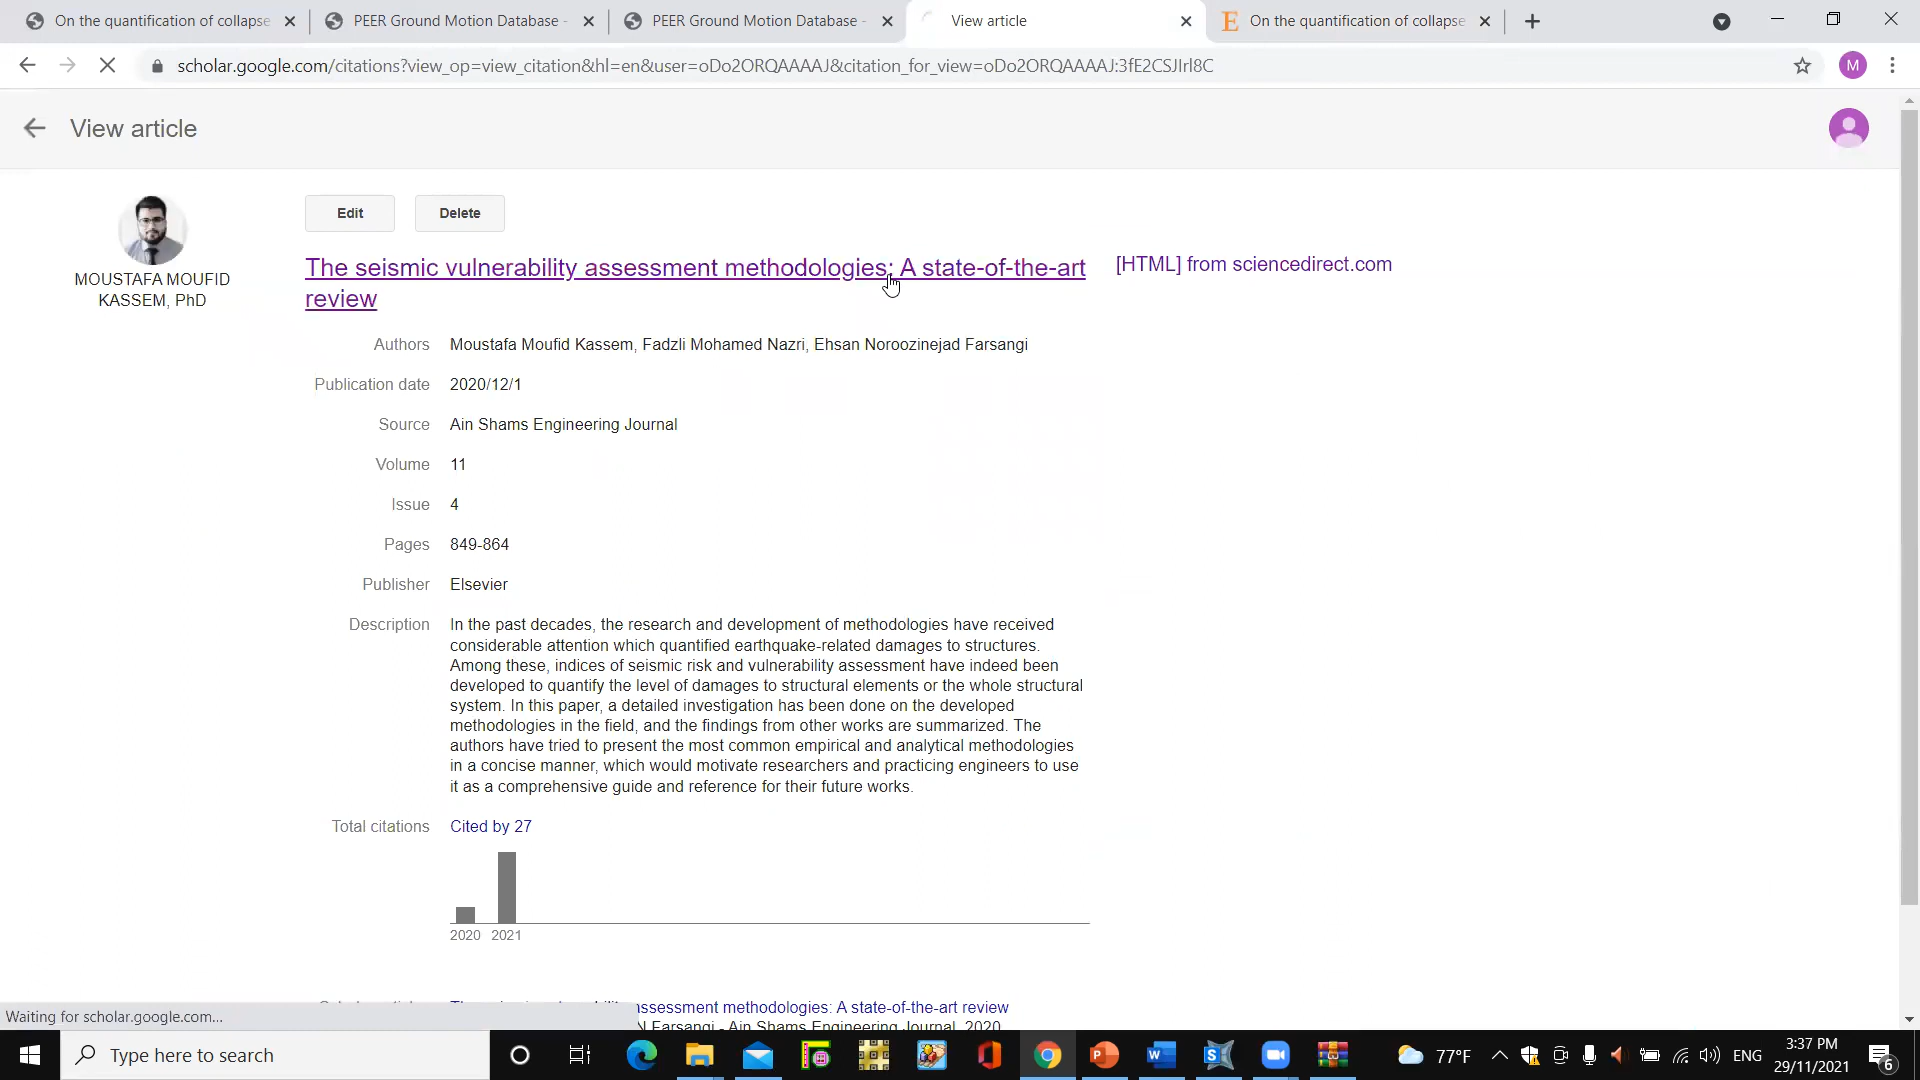 On the quantification of collapse
PEER Ground Motion Database -
PEER Ground Motion Database -
View article
On the quantification of collapse
scholar.google.com/citations?view_op=view_citation&hl=en&user=oDo2ORQAAAAJ&citation_for_view=oDo2ORQAAAAJ:3fE2CSJIrl8C
M
View article
Edit
Delete
The seismic vulnerability assessment methodologies: A state-of-the-art
review
[HTML] from sciencedirect.com
MOUSTAFA MOUFID
KASSEM, PhD
Authors Moustafa Moufid Kassem, Fadzli Mohamed Nazri, Ehsan Noroozinejad Farsangi
Publication date 2020/12/1
Source Ain Shams Engineering Journal
Volume 11
Issue 4
Pages 849-864
Publisher Elsevier
Description In the past decades, the research and development of methodologies have received
considerable attention which quantified earthquake-related damages to structures.
Among these, indices of seismic risk and vulnerability assessment have indeed been
developed to quantify the level of damages to structural elements or the whole structural
system. In this paper, a detailed investigation has been done on the developed
methodologies in the field, and the findings from other works are summarized. The
authors have tried to present the most common empirical and analytical methodologies
in a concise manner, which would motivate researchers and practicing engineers to use
it as a comprehensive guide and reference for their future works.
Total citations Cited by 27
2020 2021
assessment methodologies: A state-of-the-art review
N Farsangi - Ain Shams Engineering Journal, 2020
Waiting for scholar.google.com...
Type here to search
77°F
ENG
3:37 PM
29/11/2021
6